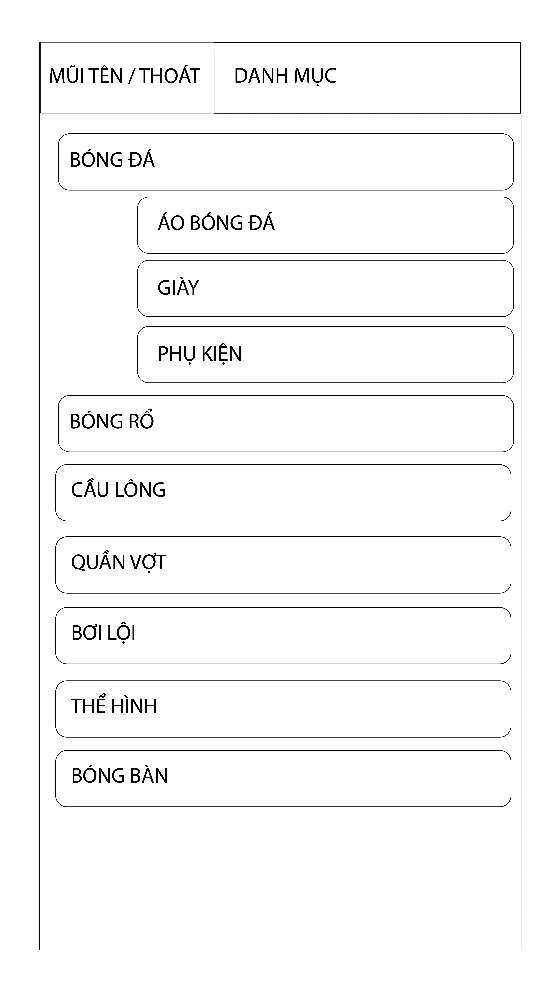 MŨI TÊN / THOÁT
DANH MỤC
BÓNG ĐÁ
ÁO BÓNG ĐÁ
GIÀY
PHỤ KIỆN
BÓNG RỔ
CẦU LÔNG
QUẦN VỢT
BƠI LỘI
THỂ HÌNH
BÓNG BÀN